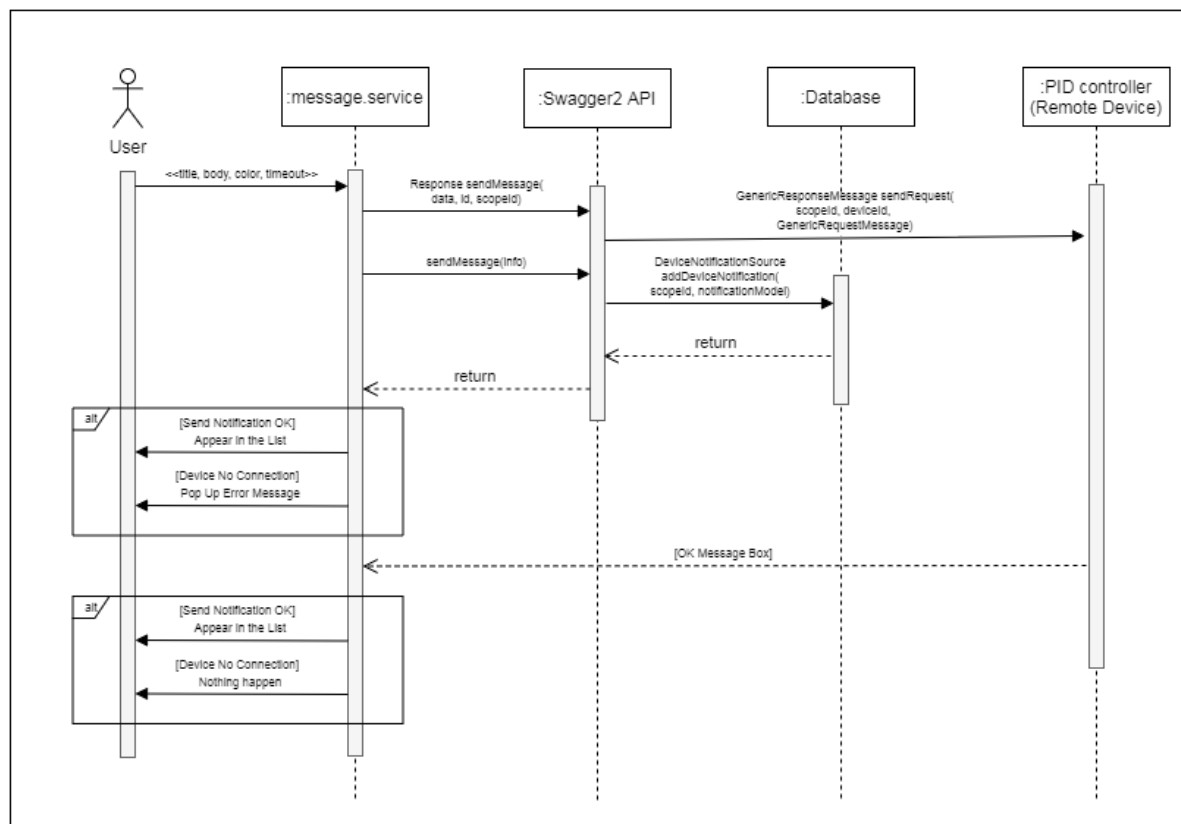 :message.service
:Swagger2 API
:Database
:PID controller
(Remote Device)
User
<<title, body, color, timeout>>
Response sendMessage(
data, id, scopeId)
GenericResponseMessage sendRequest(
scopeId, deviceId,
GenericRequestMessage)
sendMessage(info)
DeviceNotificationSource
addDeviceNotification(
scopeId, notificationModel)
return
return
alt
[Send Notification OK]
Appear in the List
[Device No Connection]
Pop Up Error Message
[OK Message Box]
alt
[Send Notification OK]
Appear in the List
[Device No Connection]
Nothing happen